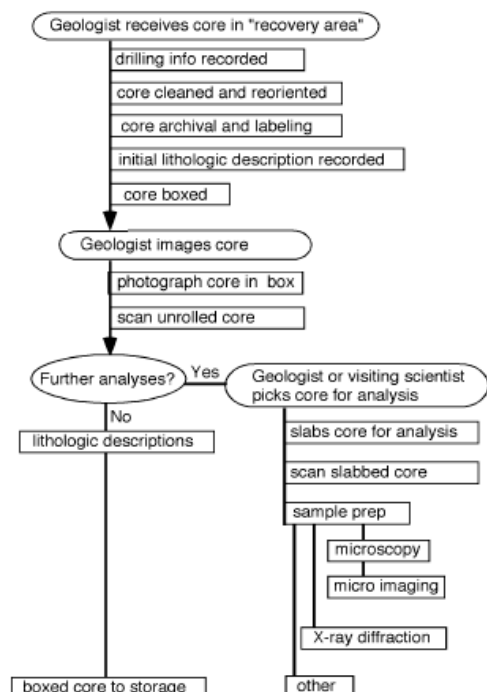 Geologist receives core in "recovery area"
drilling info recorded
core cleaned and reoriented
core archival and labeling
initial lithologic description recorded
core boxed
Geologist images core
photograph core in box
scan unrolled core
Further analyses?
Yes
Geologist or visiting scientist
picks core for analysis
No
lithologic descriptions
slabs core for analysis
scan slabbed core
sample prep
microscopy
micro imaging
X-ray diffraction
boxed core to storage
other